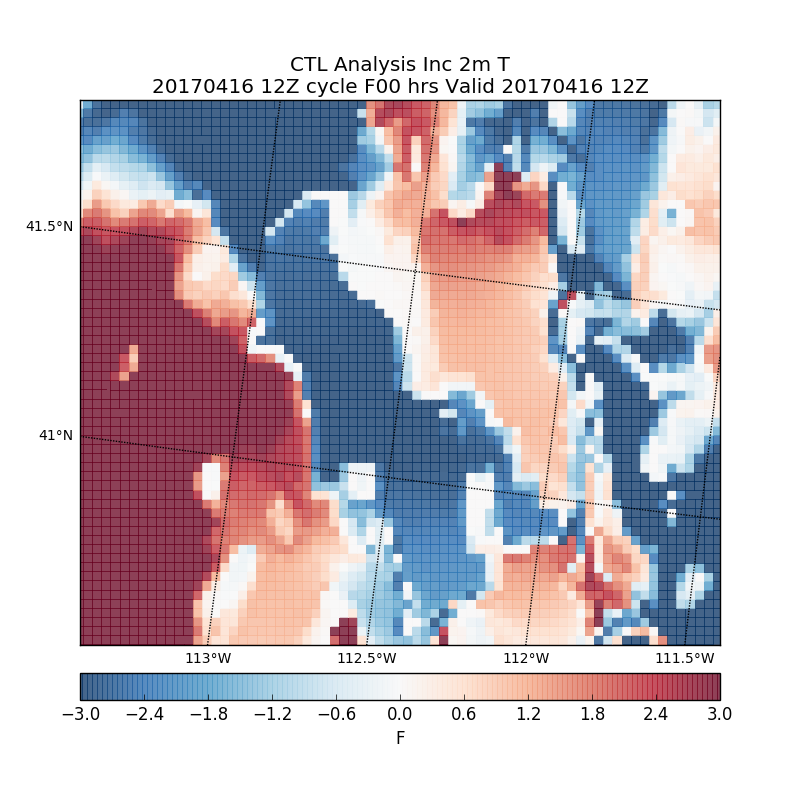 CTL Analysis Inc 2m T
20170416 12Z cycle F00 hrs Valid 20170416 12Z
41.5°N
41°N
113°W 112.5°W 112°W 111.5°W
−3.0 −2.4 −1.8 −1.2 −0.6 0.0 0.6 1.2 1.8 2.4 3.0
F